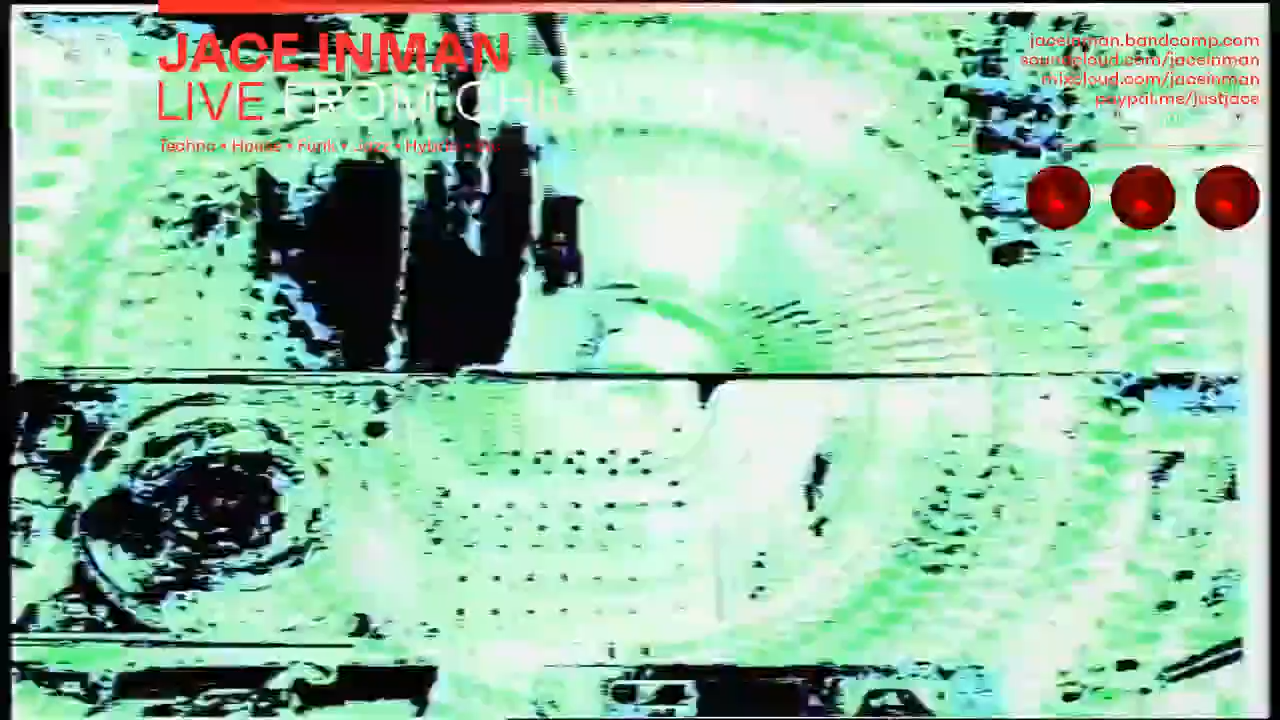 JACE INMAN
LIVE FROM
Techno • House • Funk • Jazz • Hybrid •
jaceinman.bandcamp.com
soundcloud.com/jaceinman
mixcloud.com/jaceinman
paypal.me/justjace